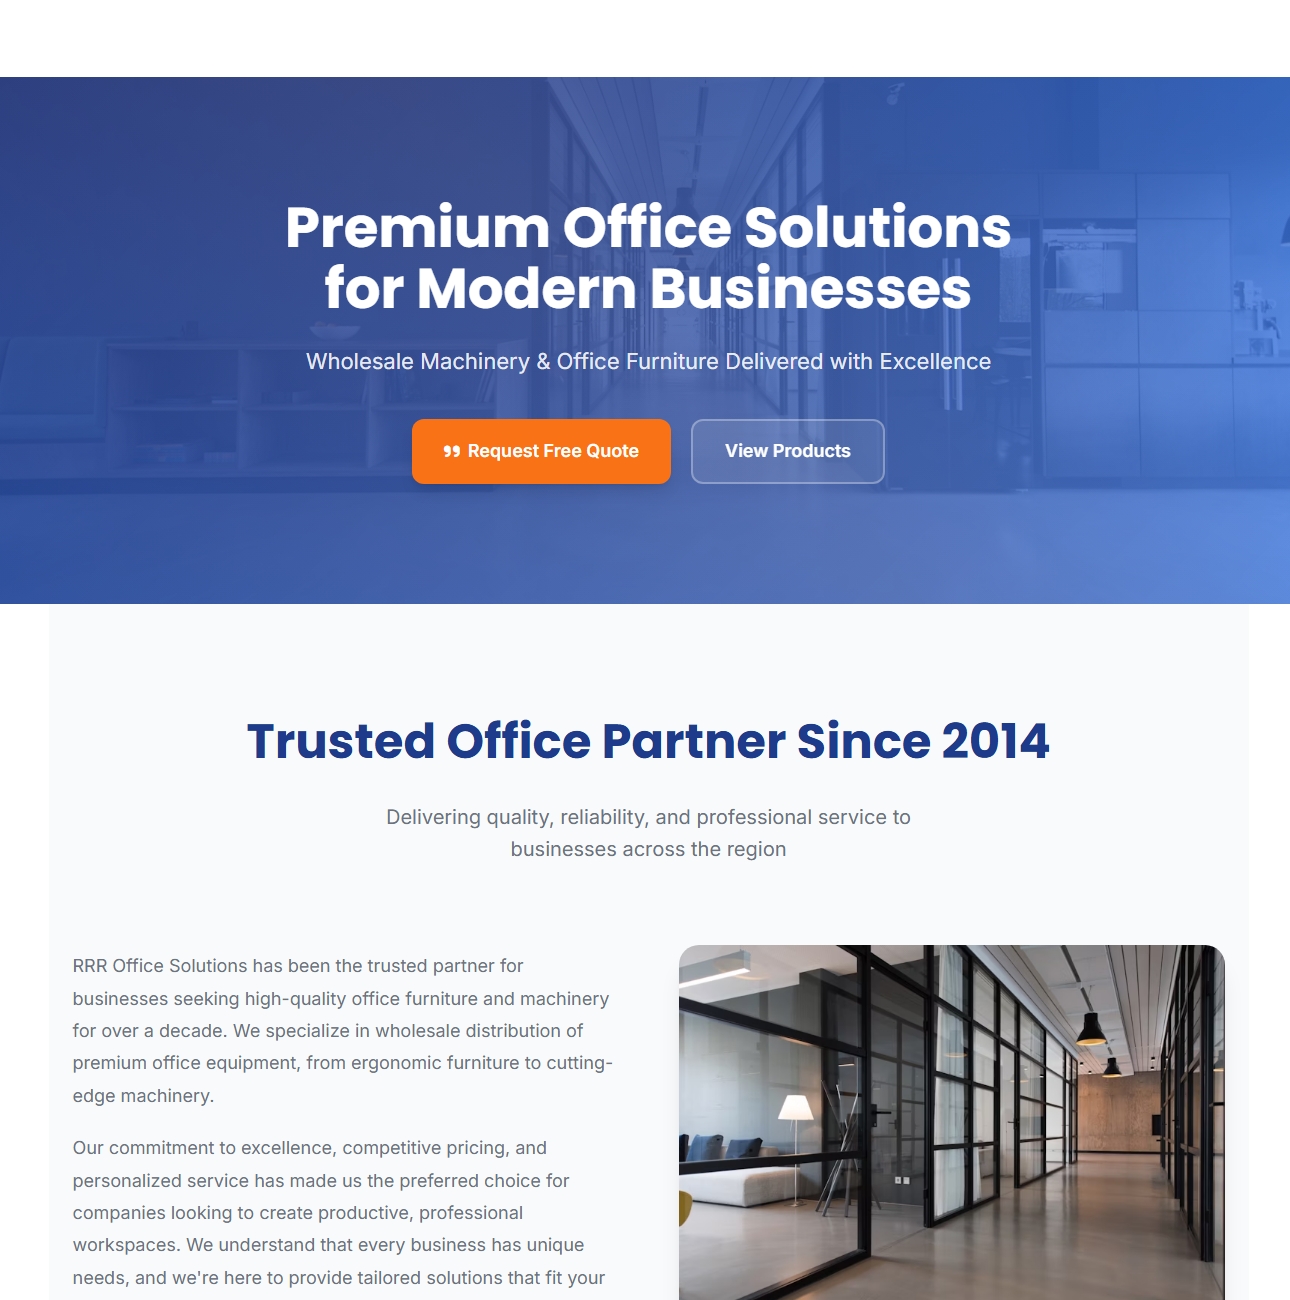 Premium Office Solutions
for Modern Businesses
Wholesale Machinery & Office Furniture Delivered with Excellence
Request Free Quote
View Products
Trusted Office Partner Since 2014
Delivering quality, reliability, and professional service to
businesses across the region
RRR Office Solutions has been the trusted partner for
businesses seeking high-quality office furniture and machinery
for over a decade. We specialize in wholesale distribution of
premium office equipment, from ergonomic furniture to cutting-
edge machinery.
Our commitment to excellence, competitive pricing, and
personalized service has made us the preferred choice for
companies looking to create productive, professional
workspaces. We understand that every business has unique
needs, and we're here to provide tailored solutions that fit your